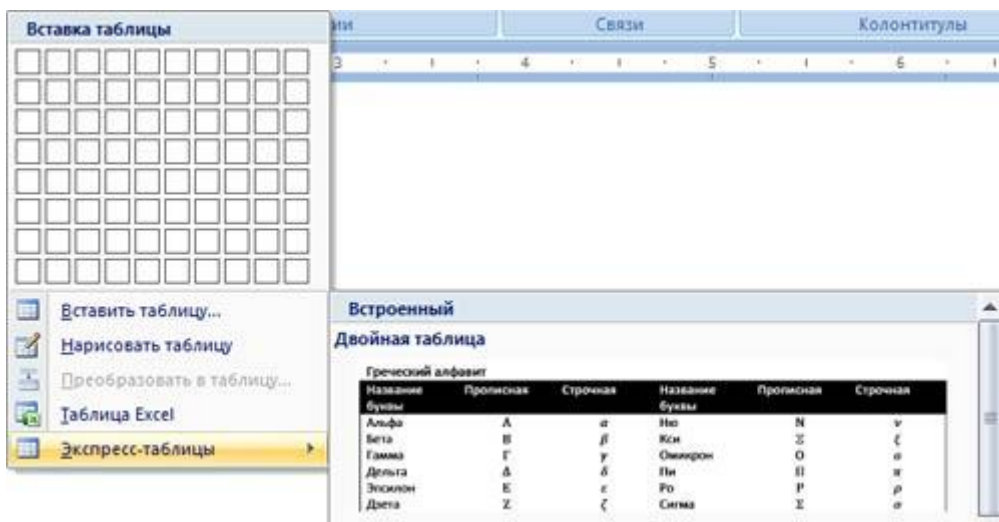 Вставка таблицы
ии Связи Колонтитулы
3 4 5 6
Вставить таблицу...
Нарисовать таблицу
Преобразовать в таблицу...
Таблица Excel
Экспресс-таблицы
Встроенный
Двойная таблица
Греческий алфавит
Название буквы Прописная Строчная Название буквы Прописная Строчная
Альфа Α α Ню Ν ν
Бета Β β Кси Ξ ξ
Гамма Γ γ Омикрон Ο ο
Дельта Δ δ Пи Π π
Эпсилон Ε ε Ро Ρ ρ
Дзета Ζ ζ Сигма Σ σ